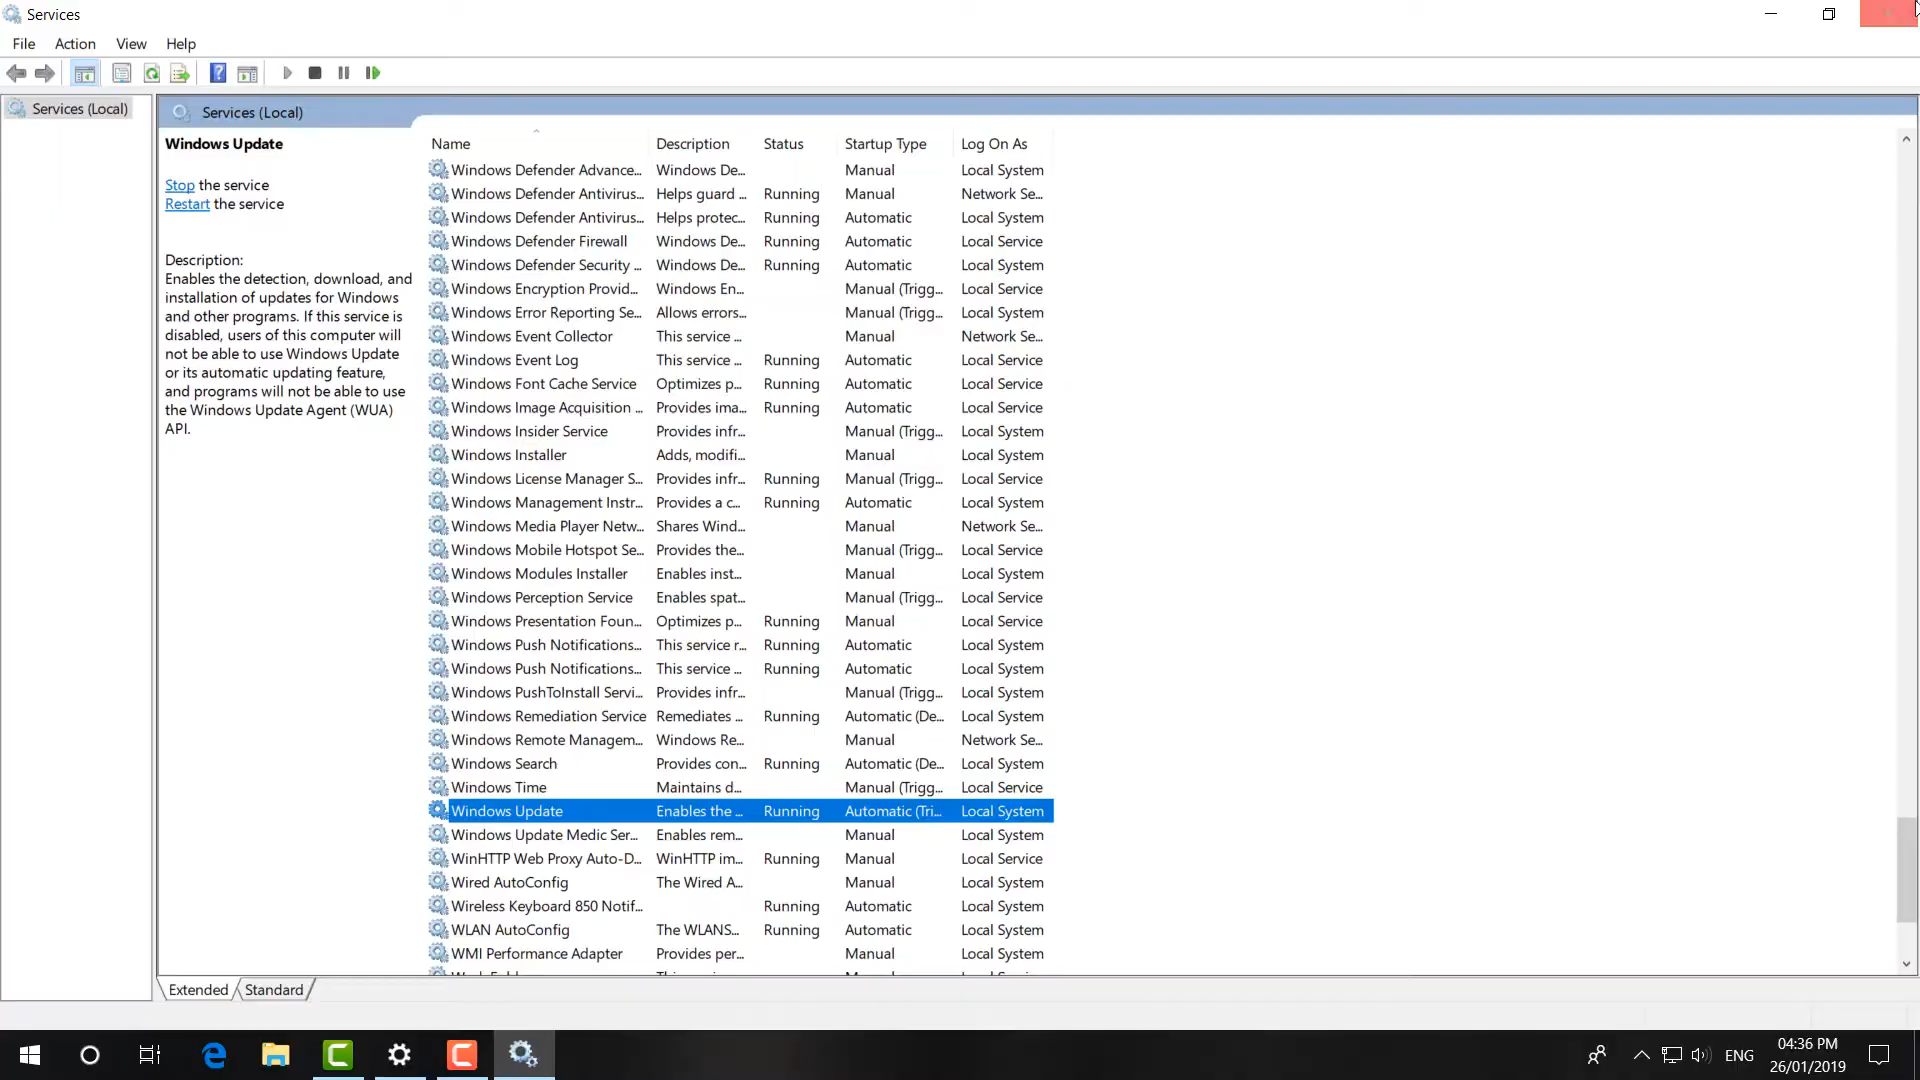 Services
File Action View Help
Services (Local)
Services (Local)
Windows Update
Stop the service
Restart the service
Description:
Enables the detection, download, and
installation of updates for Windows
and other programs. If this service is
disabled, users of this computer will
not be able to use Windows Update
or its automatic updating feature,
and programs will not be able to use
the Windows Update Agent (WUA)
API.
Name Description Status Startup Type Log On As
Windows Defender Advance... Windows De... Manual Local System
Windows Defender Antivirus... Helps guard ... Running Manual Network Se...
Windows Defender Antivirus... Helps protec... Running Automatic Local System
Windows Defender Firewall Windows De... Running Automatic Local Service
Windows Defender Security ... Windows De... Running Automatic Local System
Windows Encryption Provid... Windows En... Manual (Trigg... Local Service
Windows Error Reporting Se... Allows errors... Manual (Trigg... Local System
Windows Event Collector This service ... Manual Network Se...
Windows Event Log This service ... Running Automatic Local Service
Windows Font Cache Service Optimizes p... Running Automatic Local Service
Windows Image Acquisition ... Provides ima... Running Automatic Local Service
Windows Insider Service Provides infr... Manual (Trigg... Local System
Windows Installer Adds, modifi... Manual Local System
Windows License Manager S... Provides infr... Running Manual (Trigg... Local Service
Windows Management Instr... Provides a c... Running Automatic Local System
Windows Media Player Netw... Shares Wind... Manual Network Se...
Windows Mobile Hotspot Se... Provides the... Manual (Trigg... Local Service
Windows Modules Installer Enables inst... Manual Local System
Windows Perception Service Enables spat... Manual (Trigg... Local Service
Windows Presentation Foun... Optimizes p... Running Manual Local Service
Windows Push Notifications... This service r... Running Automatic Local System
Windows Push Notifications... This service ... Running Automatic Local System
Windows PushToInstall Servi... Provides infr... Manual (Trigg... Local System
Windows Remediation Service Remediates ... Running Automatic (De... Local System
Windows Remote Managem... Windows Re... Manual Network Se...
Windows Search Provides con... Running Automatic (De... Local System
Windows Time Maintains d... Manual (Trigg... Local Service
Windows Update Enables the ... Running Automatic (Tri... Local System
Windows Update Medic Ser... Enables rem... Manual Local System
WinHTTP Web Proxy Auto-D... WinHTTP im... Running Manual Local Service
Wired AutoConfig The Wired A... Manual Local System
Wireless Keyboard 850 Notif... Running Automatic Local System
WLAN AutoConfig The WLANS... Running Automatic Local System
WMI Performance Adapter Provides per... Manual Local System
Extended Standard
ENG
04:36 PM
26/01/2019